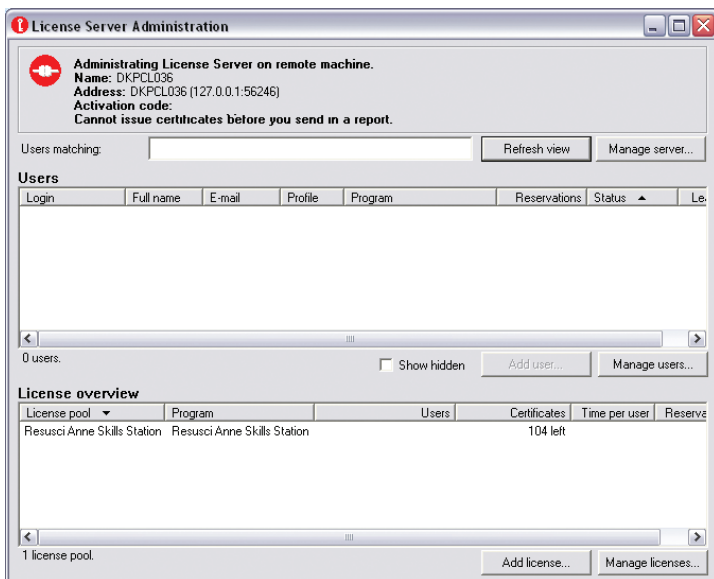 License Server Administration
Administrating License Server on remote machine.
Name: DKPCL036
Address: DKPCL036 (127.0.0.1:56246)
Activation code:
Cannot issue certificates before you send in a report.
Users matching: Refresh view Manage server...
Users
Login Full name E-mail Profile Program Reservations Status Le
0 users. Show hidden Add user... Manage users...
License overview
License pool Program Users Certificates Time per user Reserva
Resusci Anne Skills Station Resusci Anne Skills Station 104 left
1 license pool.
Add license... Manage licenses...